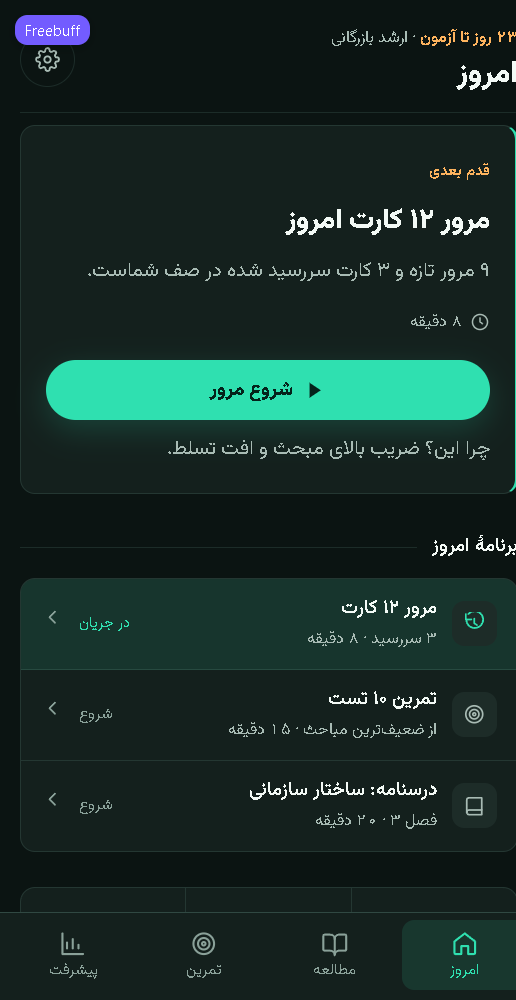 Freebuff
۲۳ روز تا آزمون · ارشد بازرگانی
امروز
قدم بعدی
مرور ۱۲ کارت امروز
۹ مرور تازه و ۳ کارت سررسید شده در صف شماست.
۸ دقیقه
شروع مرور
چرا این؟ ضریب بالای مبحث و افت تسلط.
برنامهٔ امروز
مرور ۱۲ کارت
۳ سررسید · ۸ دقیقه
در جریان
تمرین ۱۰ تست
از ضعیف‌ترین مباحث · ۱۵ دقیقه
شروع
درسنامه: ساختار سازمانی
فصل ۳ · ۲۰ دقیقه
شروع
امروز
مطالعه
تمرین
پیشرفت